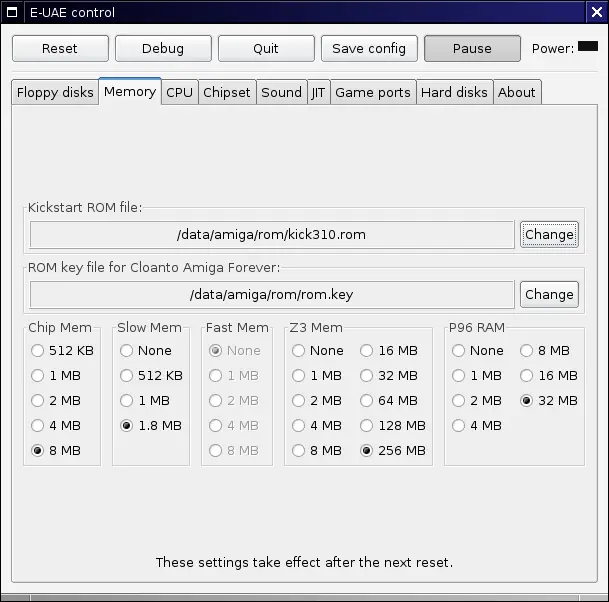 E-UAE control
Reset Debug Quit Save config Pause Power:
Floppy disks Memory CPU Chipset Sound JIT Game ports Hard disks About
Kickstart ROM file:
/data/amiga/rom/kick310.rom Change
ROM key file for Cloanto Amiga Forever:
/data/amiga/rom/rom.key Change
Chip Mem Slow Mem Fast Mem Z3 Mem P96 RAM
512 KB None None None 16 MB None 8 MB
1 MB 512 KB 1 MB 1 MB 32 MB 1 MB 16 MB
2 MB 1 MB 2 MB 2 MB 64 MB 2 MB 32 MB
4 MB 1.8 MB 4 MB 4 MB 128 MB 4 MB
8 MB 8 MB 8 MB 256 MB
These settings take effect after the next reset.